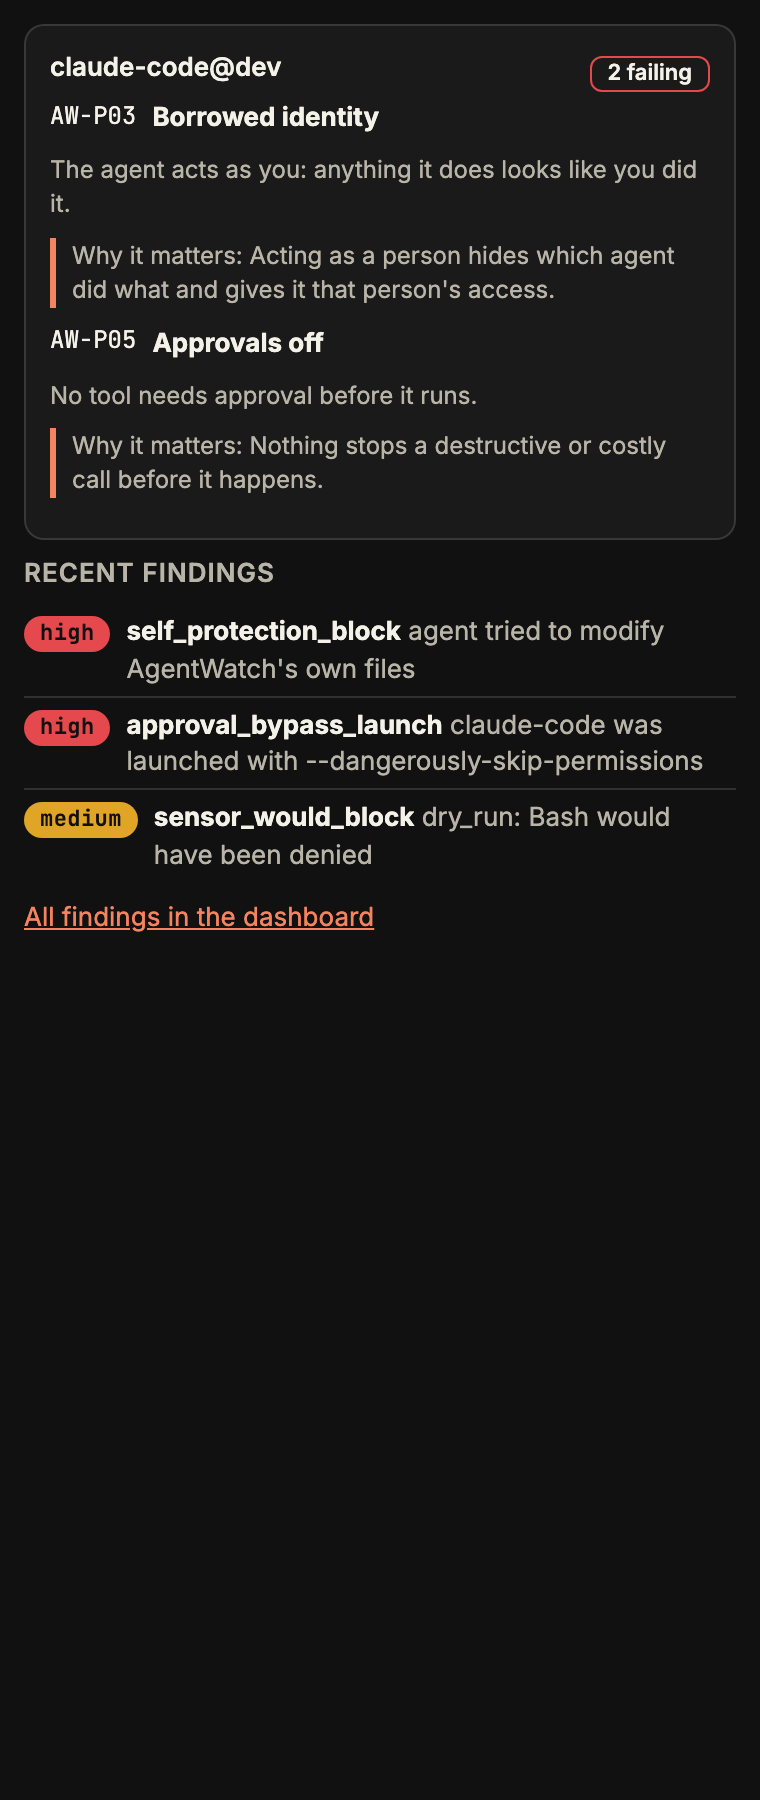 claude-code@dev
2 failing
AW-P03 Borrowed identity
The agent acts as you: anything it does looks like you did
it.
Why it matters: Acting as a person hides which agent
did what and gives it that person's access.
AW-P05 Approvals off
No tool needs approval before it runs.
Why it matters: Nothing stops a destructive or costly
call before it happens.
RECENT FINDINGS
high self_protection_block agent tried to modify
AgentWatch's own files
high approval_bypass_launch claude-code was
launched with --dangerously-skip-permissions
medium sensor_would_block dry_run: Bash would
have been denied
All findings in the dashboard